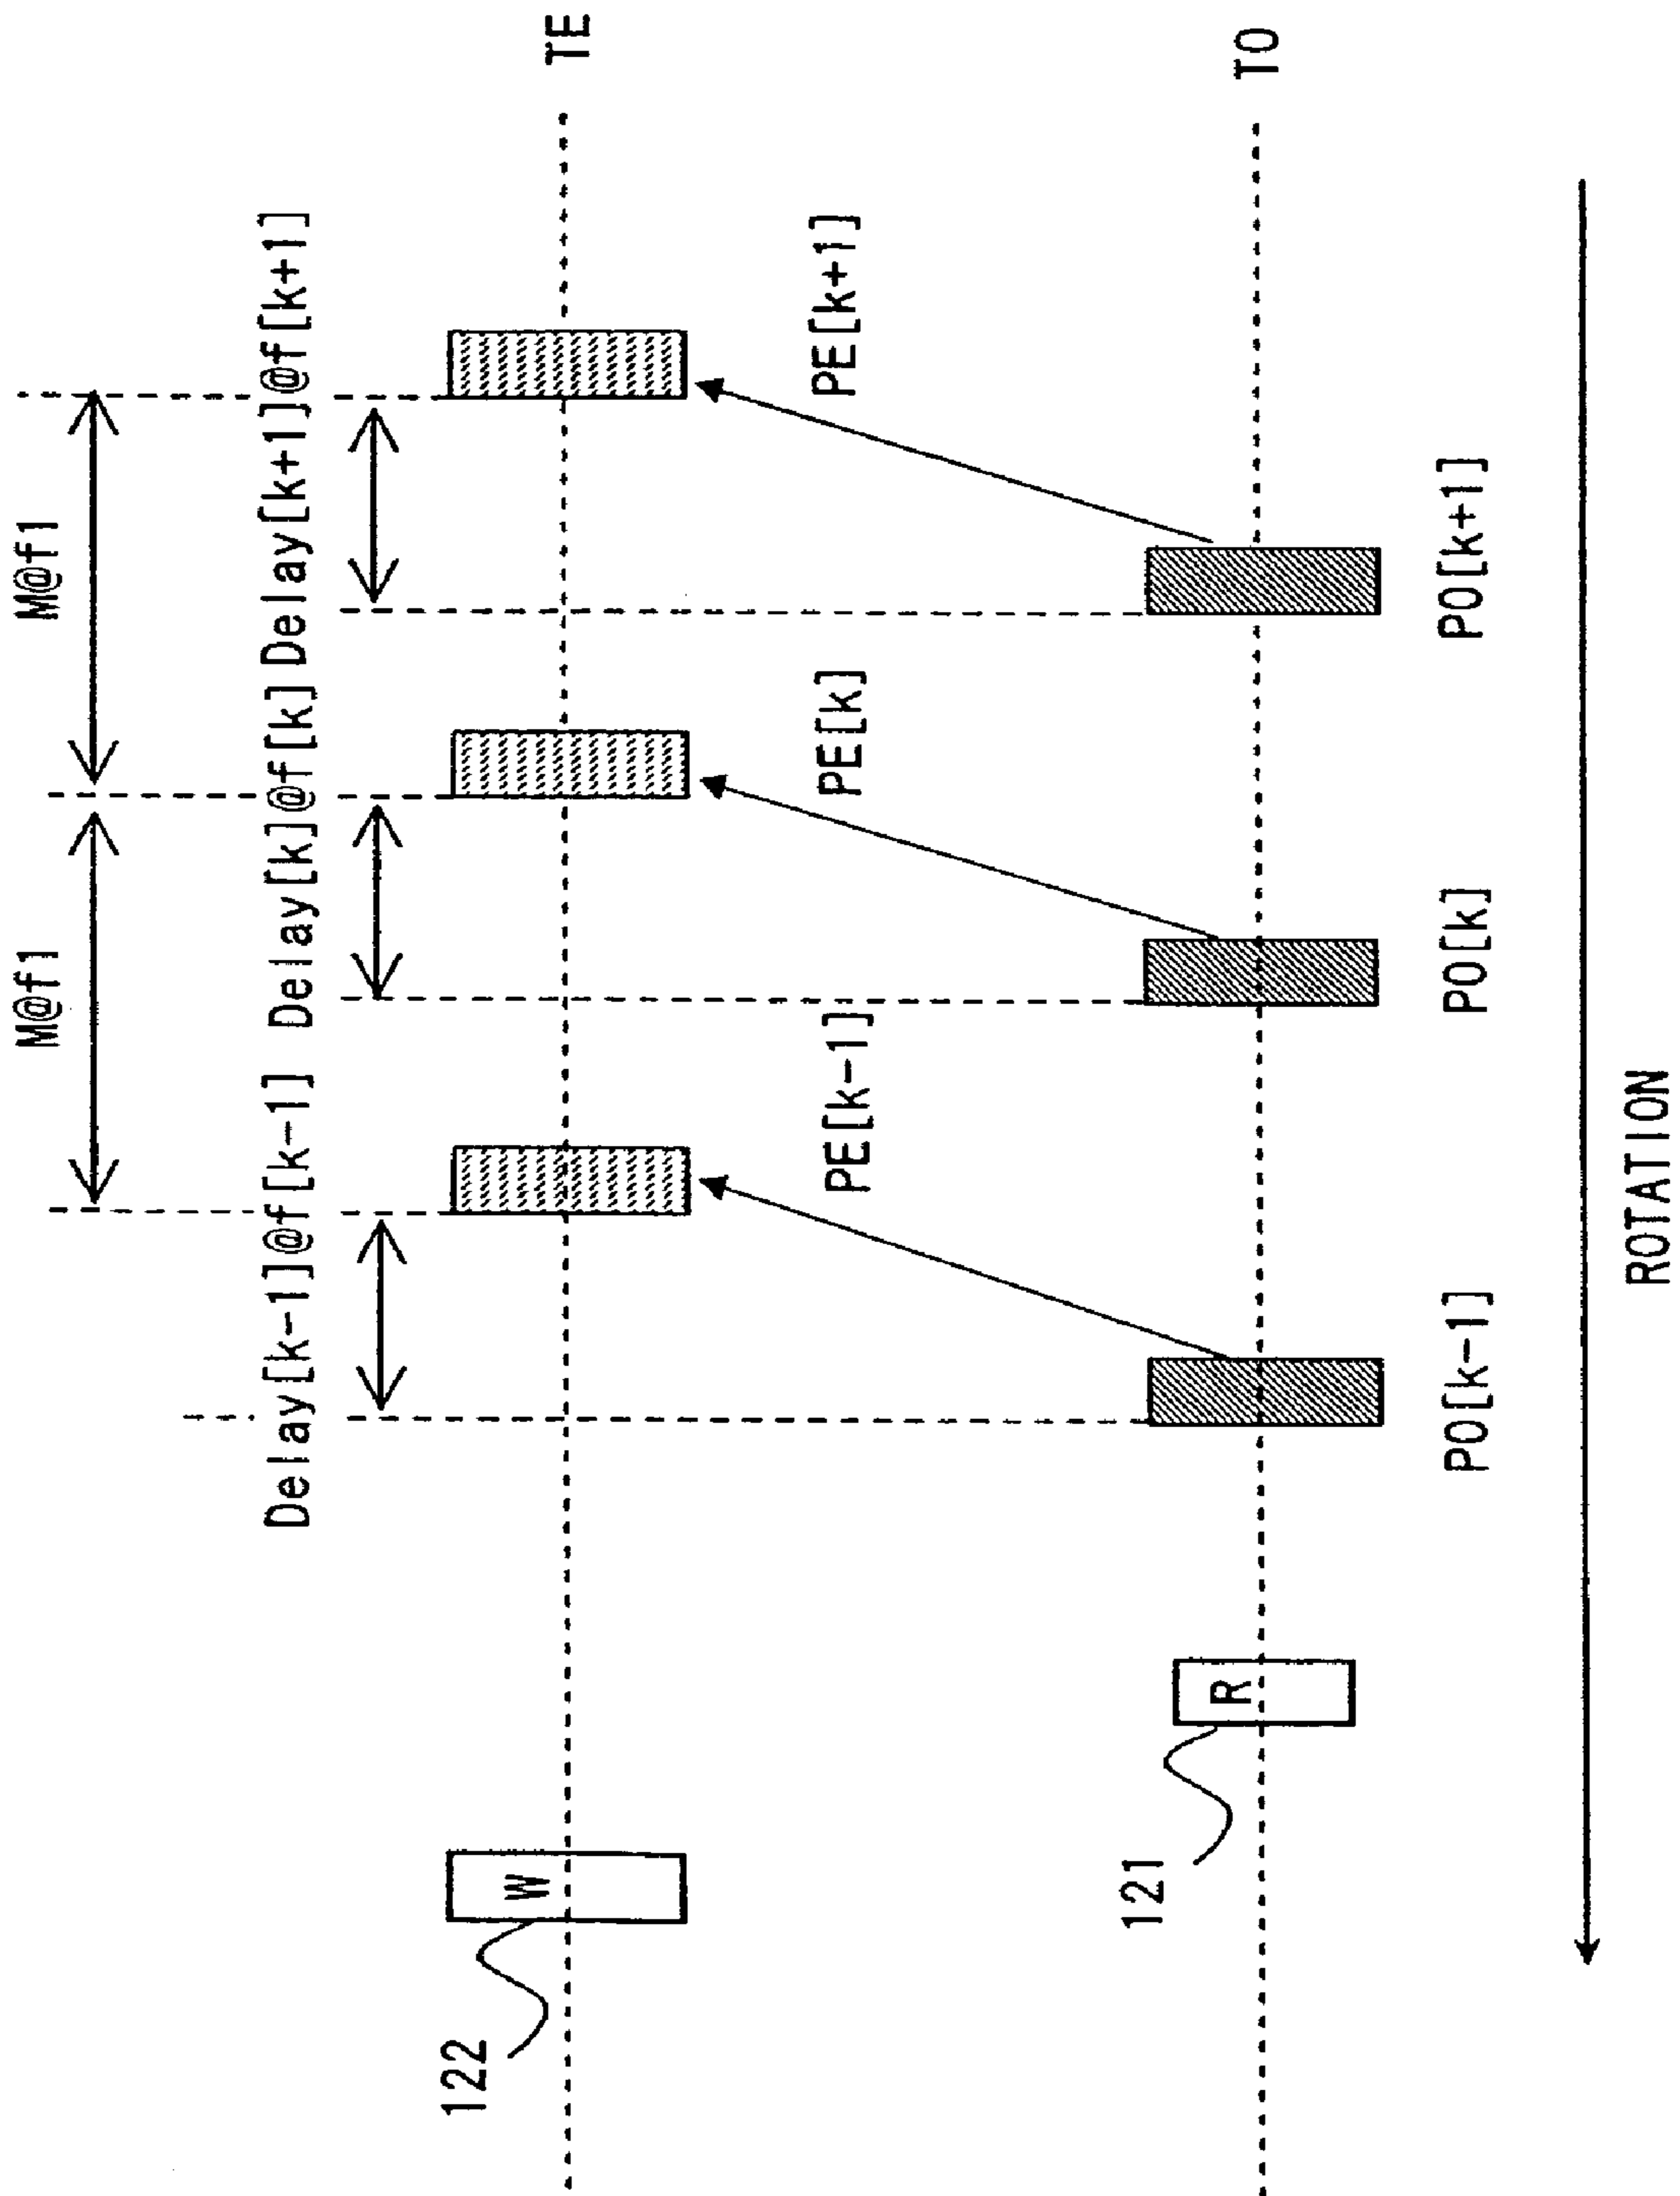 M@f1 M@f1
Delay[k-1]@f[k-1] Delay[k]@f[k] Delay[k+1]@f[k+1]
122
W
TE
PE[k-1] PE[k] PE[k+1]
121
R
TO
PO[k-1] PO[k] PO[k+1]
ROTATION